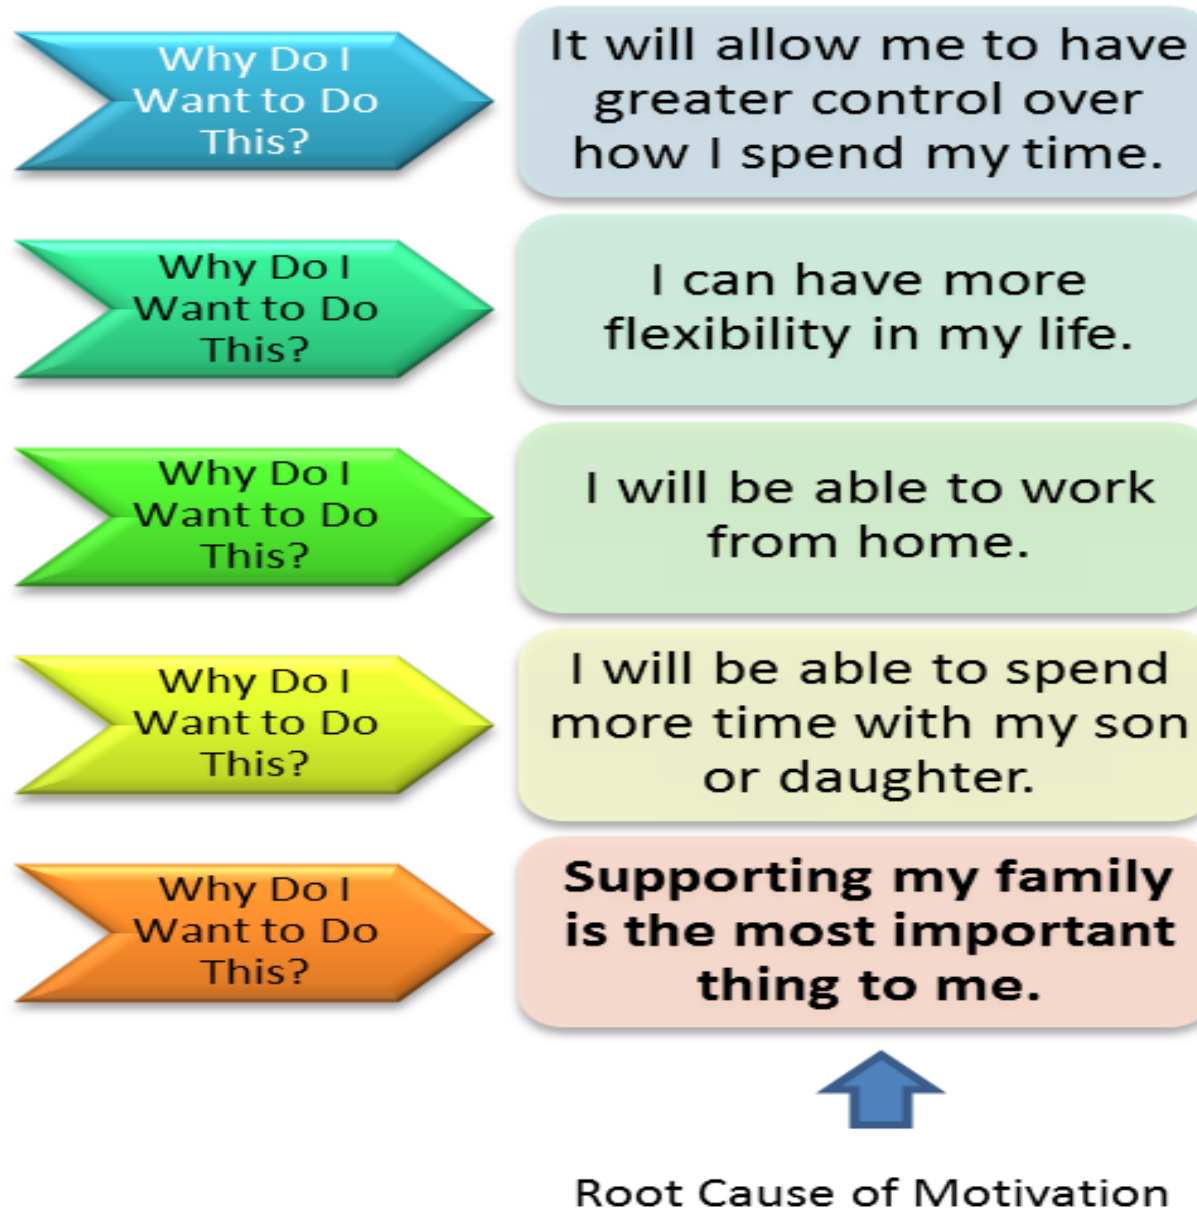 Why Do I
Want to Do
This?
It will allow me to have
greater control over
how I spend my time.
Why Do I
Want to Do
This?
I can have more
flexibility in my life.
Why Do I
Want to Do
This?
I will be able to work
from home.
Why Do I
Want to Do
This?
I will be able to spend
more time with my son
or daughter.
Why Do I
Want to Do
This?
Supporting my family
is the most important
thing to me.
Root Cause of Motivation